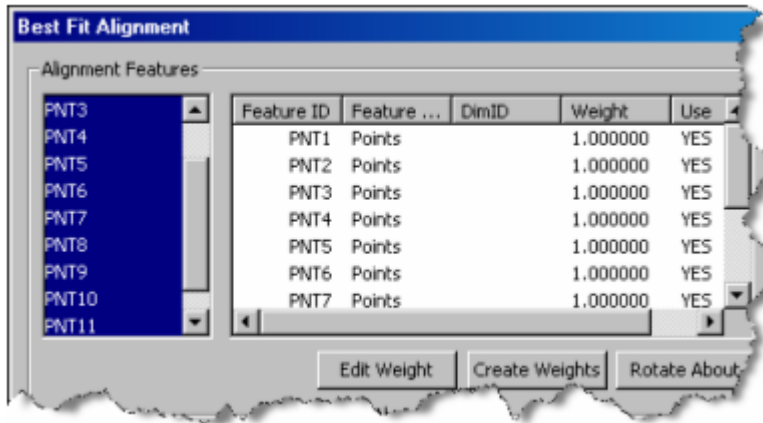 Best Fit Alignment
Alignment Features
PNT3
PNT4
PNT5
PNT6
PNT7
PNT8
PNT9
PNT10
PNT11
Feature ID Feature ... DimID Weight Use
PNT1 Points 1.000000 YES
PNT2 Points 1.000000 YES
PNT3 Points 1.000000 YES
PNT4 Points 1.000000 YES
PNT5 Points 1.000000 YES
PNT6 Points 1.000000 YES
PNT7 Points 1.000000 YES
Edit Weight Create Weights Rotate About